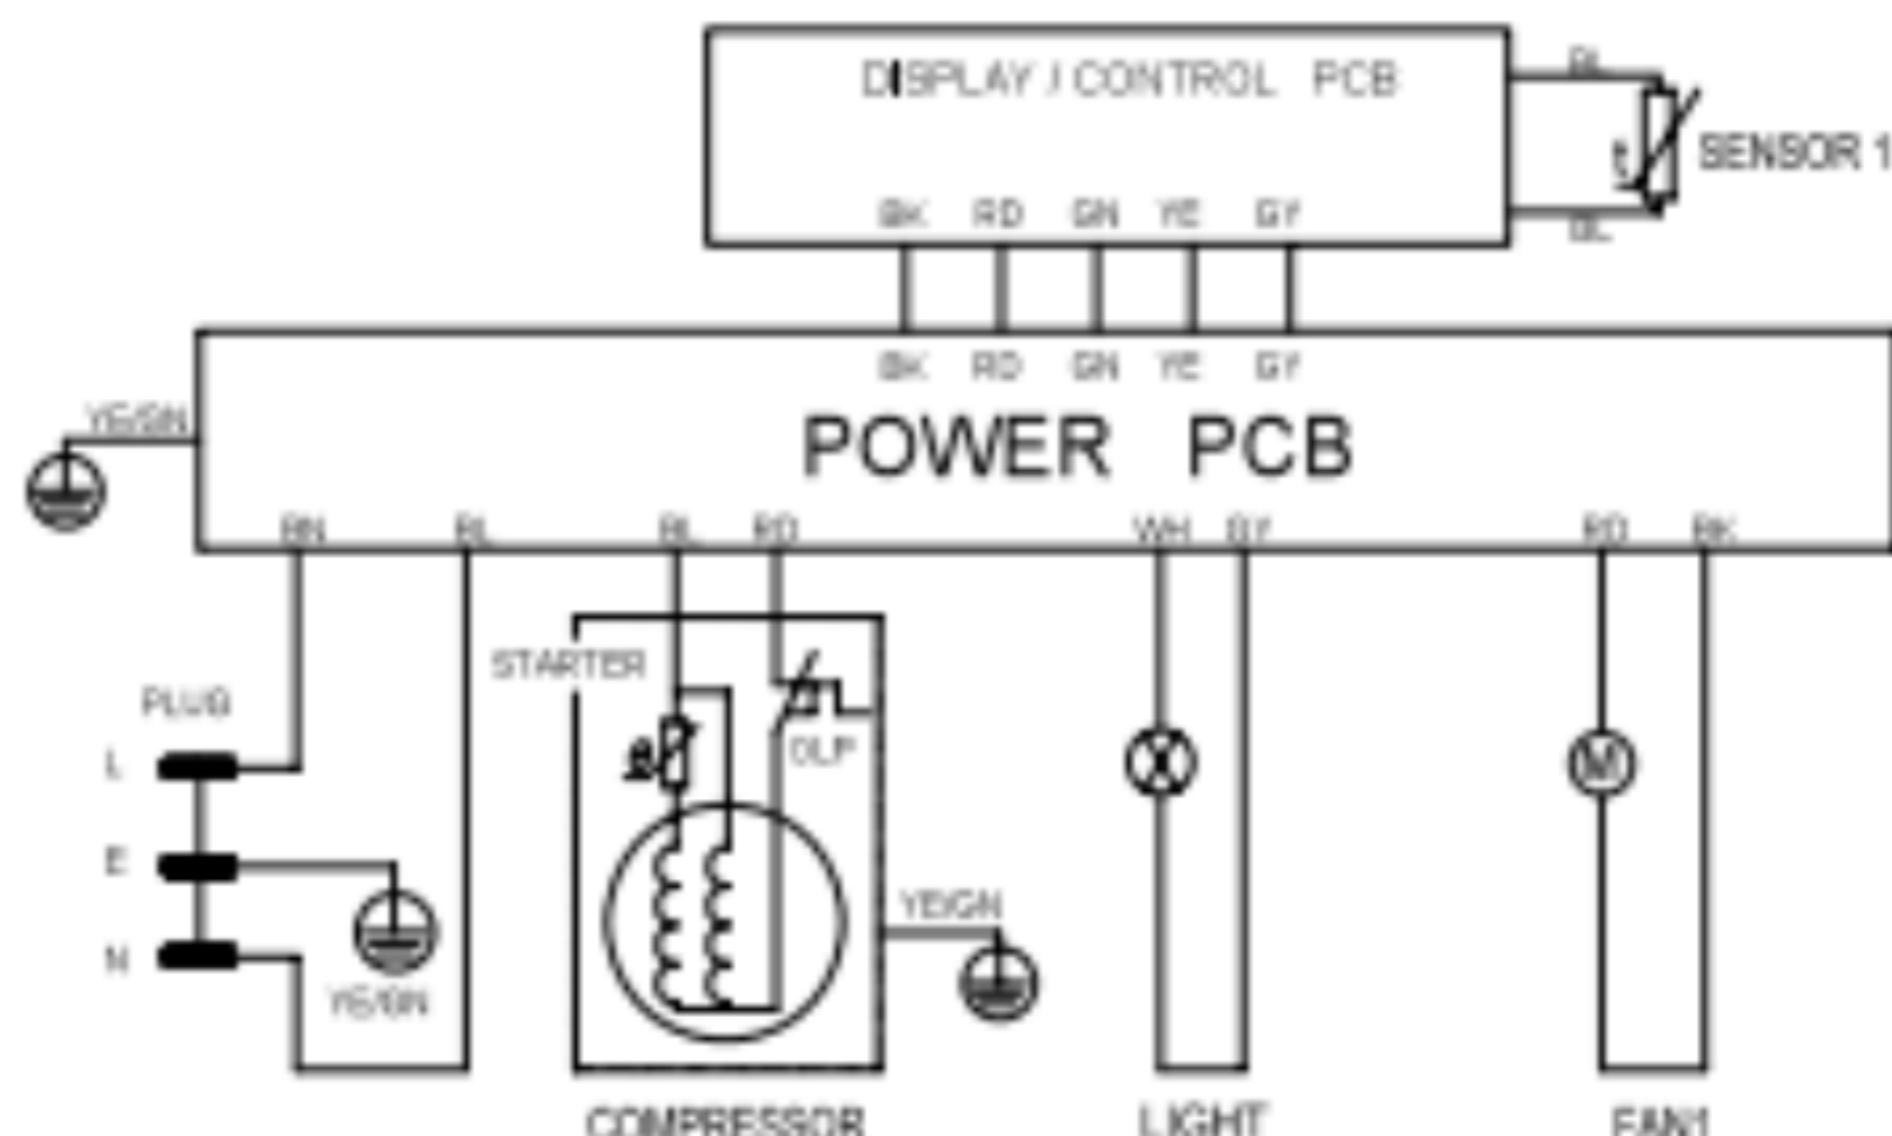 DISPLAY / CONTROL PCB
BL
SENSOR 1
BL
BK RD GN YE GY
BK RD GN YE GY
YE/GN
POWER PCB
BN BL BL RD WH GY RD BK
STARTER
PLUG
OLP
L
M
E
YE/GN
N
YE/GN
COMPRESSOR
LIGHT
FAN1